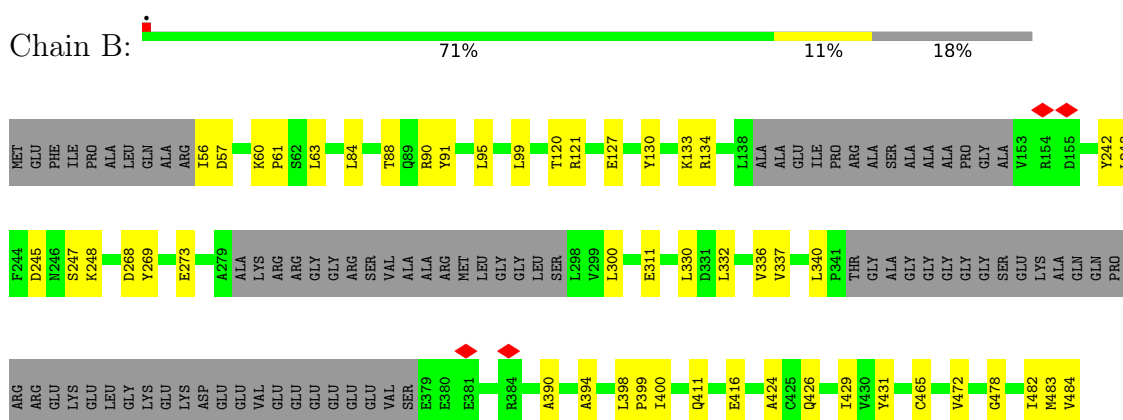 Chain B:
71% 11% 18%
MET GLU PHE ILE PRO ALA LEU GLN ALA ARG I56 D57 K60 P61 S62 L63 L84 T88 Q89 R90 Y91 L95 L99 T120 R121 E127 Y130 K133 R134 L138 ALA ALA GLU ILE PRO ARG ALA SER ALA ALA ALA PRO GLY ALA V153 R154 D155 Y242
F244 D245 N246 S247 K248 D268 Y269 E273 A279 ALA LYS ARG ARG GLY GLY ARG SER VAL ALA ALA ARG MET LEU GLY GLY LEU SER L298 V299 L300 E311 L330 D331 L332 V336 V337 L340 P341 THR GLY ALA GLY GLY GLY GLY GLY SER GLU LYS ALA GLN GLN PRO
ARG ARG GLU LYS GLU LEU GLY LYS GLU LYS ASP GLU GLU VAL GLU GLU GLU GLU GLU GLU VAL SER E379 E380 E381 R384 A390 A394 L398 P399 I400 Q411 E416 A424 C425 Q426 I429 V430 Y431 C465 V472 G478 I482 M483 V484